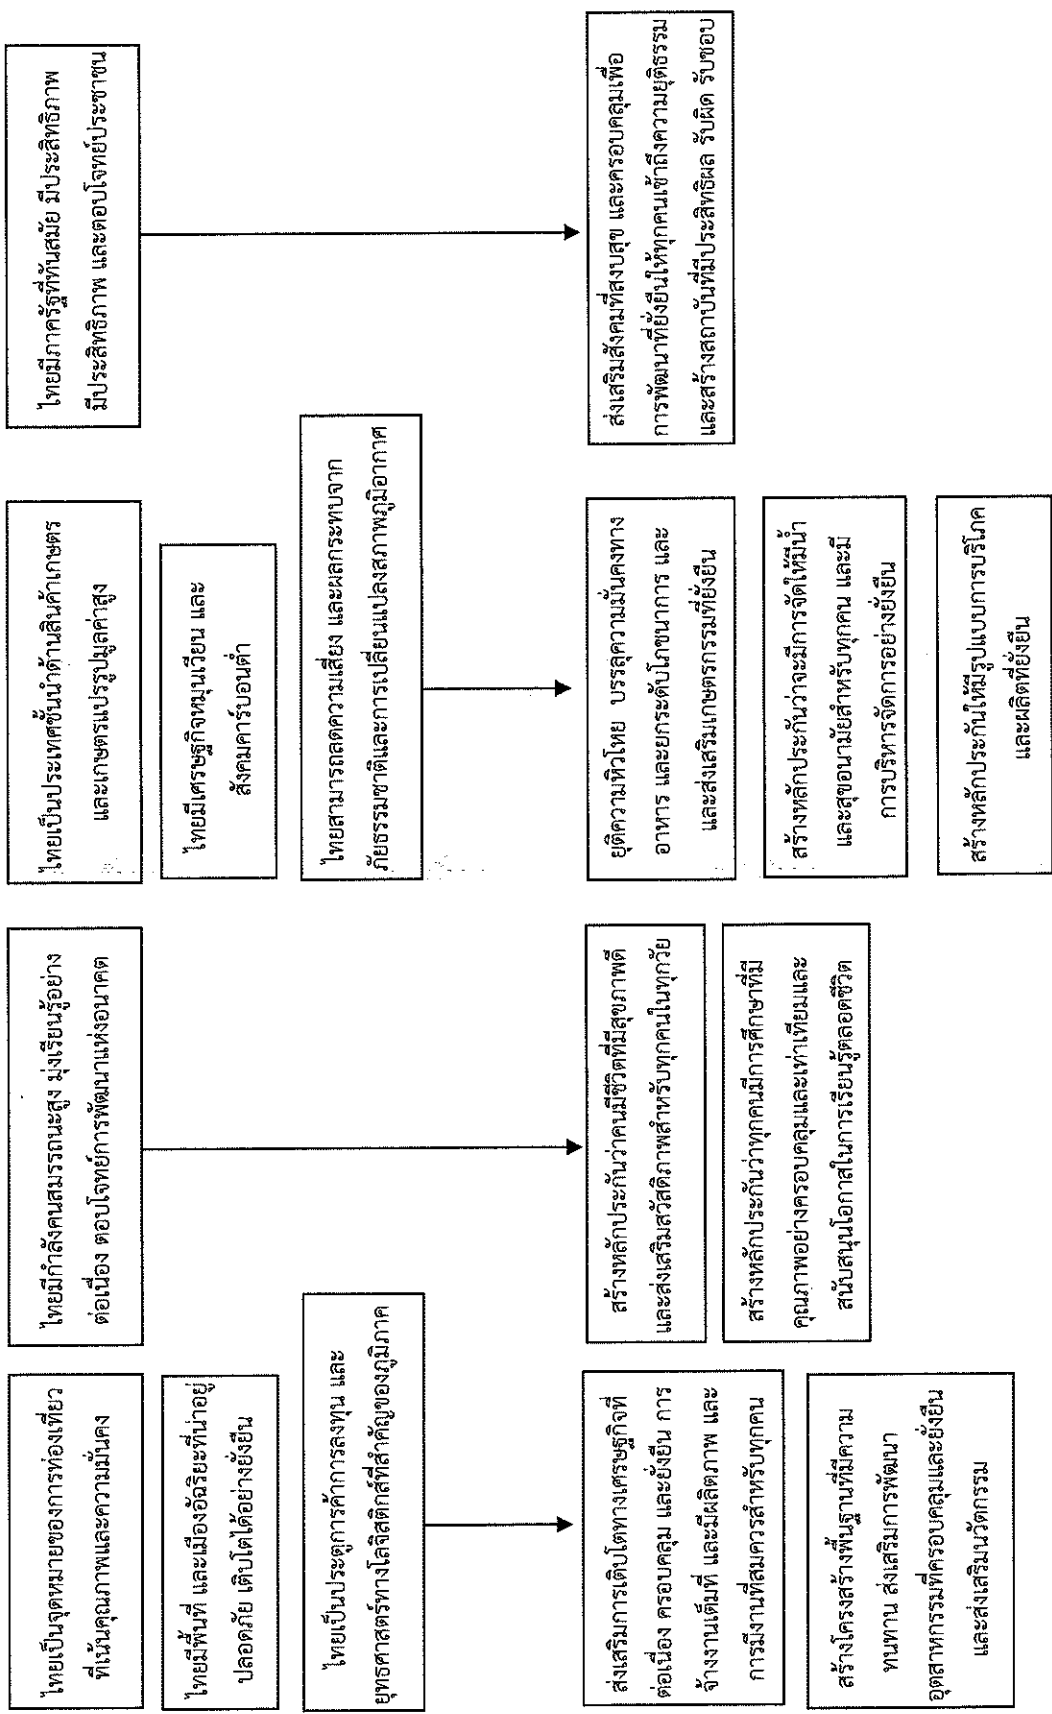 ไทยเป็นจุดหมายของการท่องเที่ยว
ที่เน้นคุณภาพและความมั่นคง
ไทยมีพื้นที่ และเมืองอัฉริยะที่น่าอยู่
ปลอดภัย เติบโตได้อย่างยั่งยืน
ไทยเป็นประตูการค้าการลงทุน และ
ยุทธศาสตร์ทางโลจิสติกส์ที่สำคัญของภูมิภาค
ส่งเสริมการเติบโตทางเศรษฐกิจที่
ต่อเนื่อง ครอบคลุม และยั่งยืน การ
จ้างงานเต็มที่ และมีผลิตภาพ และ
การมีงานที่สมควรสำหรับทุกคน
สร้างโครงสร้างพื้นฐานที่มีความ
ทนทาน ส่งเสริมการพัฒนา
อุตสาหกรรมที่ครอบคลุมและยั่งยืน
และส่งเสริมนวัตกรรม
ไทยมีกำลังคนสมรรถนะสูง มุ่งเรียนรู้อย่าง
ต่อเนื่อง ตอบโจทย์การพัฒนาแห่งอนาคต
สร้างหลักประกันว่าคนมีชีวิตที่มีสุขภาพดี
และส่งเสริมสวัสดิภาพสำหรับทุกคนในทุกวัย
สร้างหลักประกันว่าทุกคนมีการศึกษาที่มี
คุณภาพอย่างครอบคลุมและเท่าเทียมและ
สนับสนุนโอกาสในการเรียนรู้ตลอดชีวิต
ไทยเป็นประเทศชั้นนำด้านสินค้าเกษตร
และเกษตรแปรรูปมูลค่าสูง
ไทยมีเศรษฐกิจหมุนเวียน และ
สังคมคาร์บอนต่ำ
ไทยสามารถลดความเสี่ยง และผลกระทบจาก
ภัยธรรมชาติและการเปลี่ยนแปลงสภาพภูมิอากาศ
ยุติความหิวโหย บรรลุความมั่นคงทาง
อาหาร และยกระดับโภชนาการ และ
และส่งเสริมเกษตรกรรมที่ยั่งยืน
สร้างหลักประกันว่าจะมีการจัดให้มีน้ำ
และสุขอนามัยสำหรับทุกคน และมี
การบริหารจัดการอย่างยั่งยืน
สร้างหลักประกันให้มีรูปแบบการบริโภค
และผลิตที่ยั่งยืน
ไทยมีภาครัฐที่ทันสมัย มีประสิทธิภาพ
มีประสิทธิภาพ และตอบโจทย์ประชาชน
ส่งเสริมสังคมที่สงบสุข และครอบคลุมเพื่อ
การพัฒนาที่ยั่งยืนให้ทุกคนเข้าถึงความยุติธรรม
และสร้างสถาบันที่มีประสิทธิผล รับผิด รับชอบ